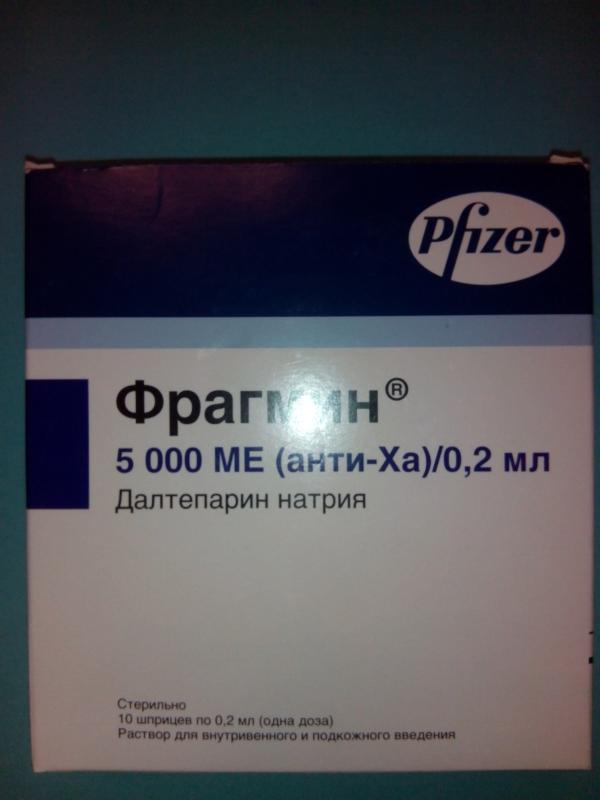 Pfizer
Фрагмин®
5 000 МЕ (анти-Ха)/0,2 мл
Далтепарин натрия
Стерильно
10 шприцев по 0,2 мл (одна доза)
Раствор для внутривенного и подкожного введения